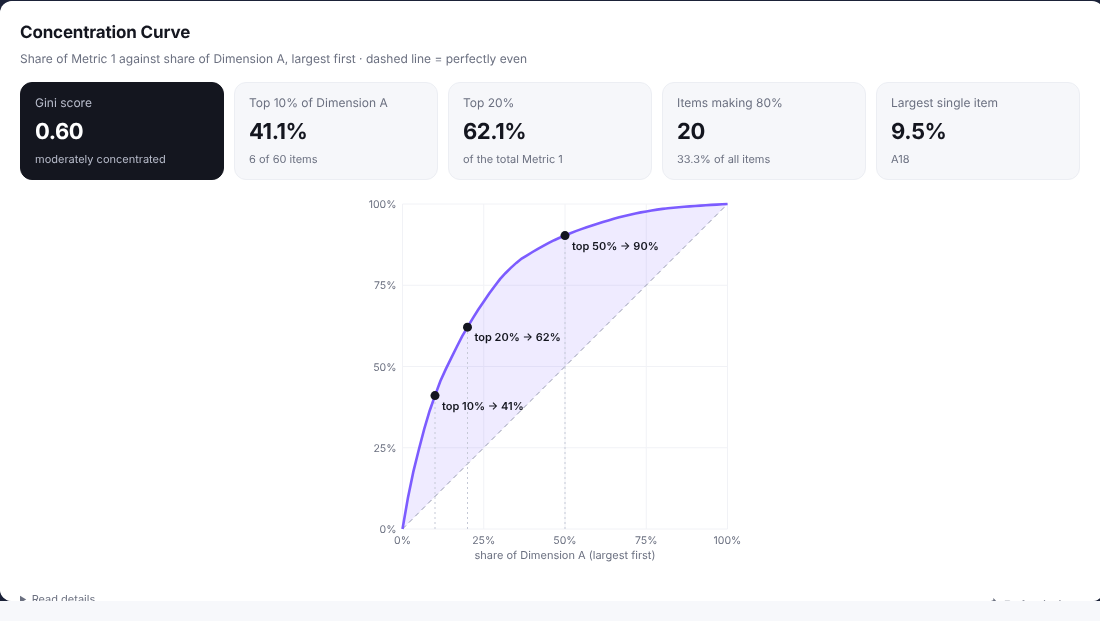 Concentration Curve
Share of Metric 1 against share of Dimension A, largest first · dashed line = perfectly even
Gini score
0.60
moderately concentrated
Top 10% of Dimension A
41.1%
6 of 60 items
Top 20%
62.1%
of the total Metric 1
Items making 80%
20
33.3% of all items
Largest single item
9.5%
A18
100%
75%
50%
25%
0%
top 50% → 90%
top 20% → 62%
top 10% → 41%
0%
25%
50%
75%
100%
share of Dimension A (largest first)
▶ Read details